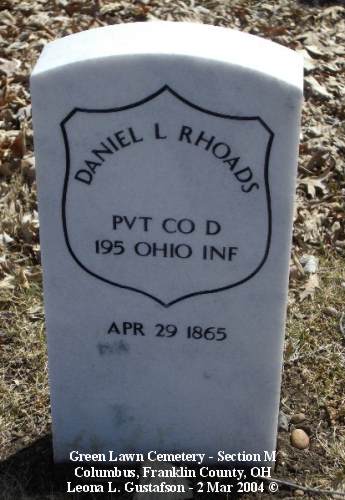 DANIEL L RHOADS
PVT CO D
195 OHIO INF
APR 29 1865
Green Lawn Cemetery - Section M
Columbus, Franklin County, OH
Leona L. Gustafson - 2 Mar 2004 ©